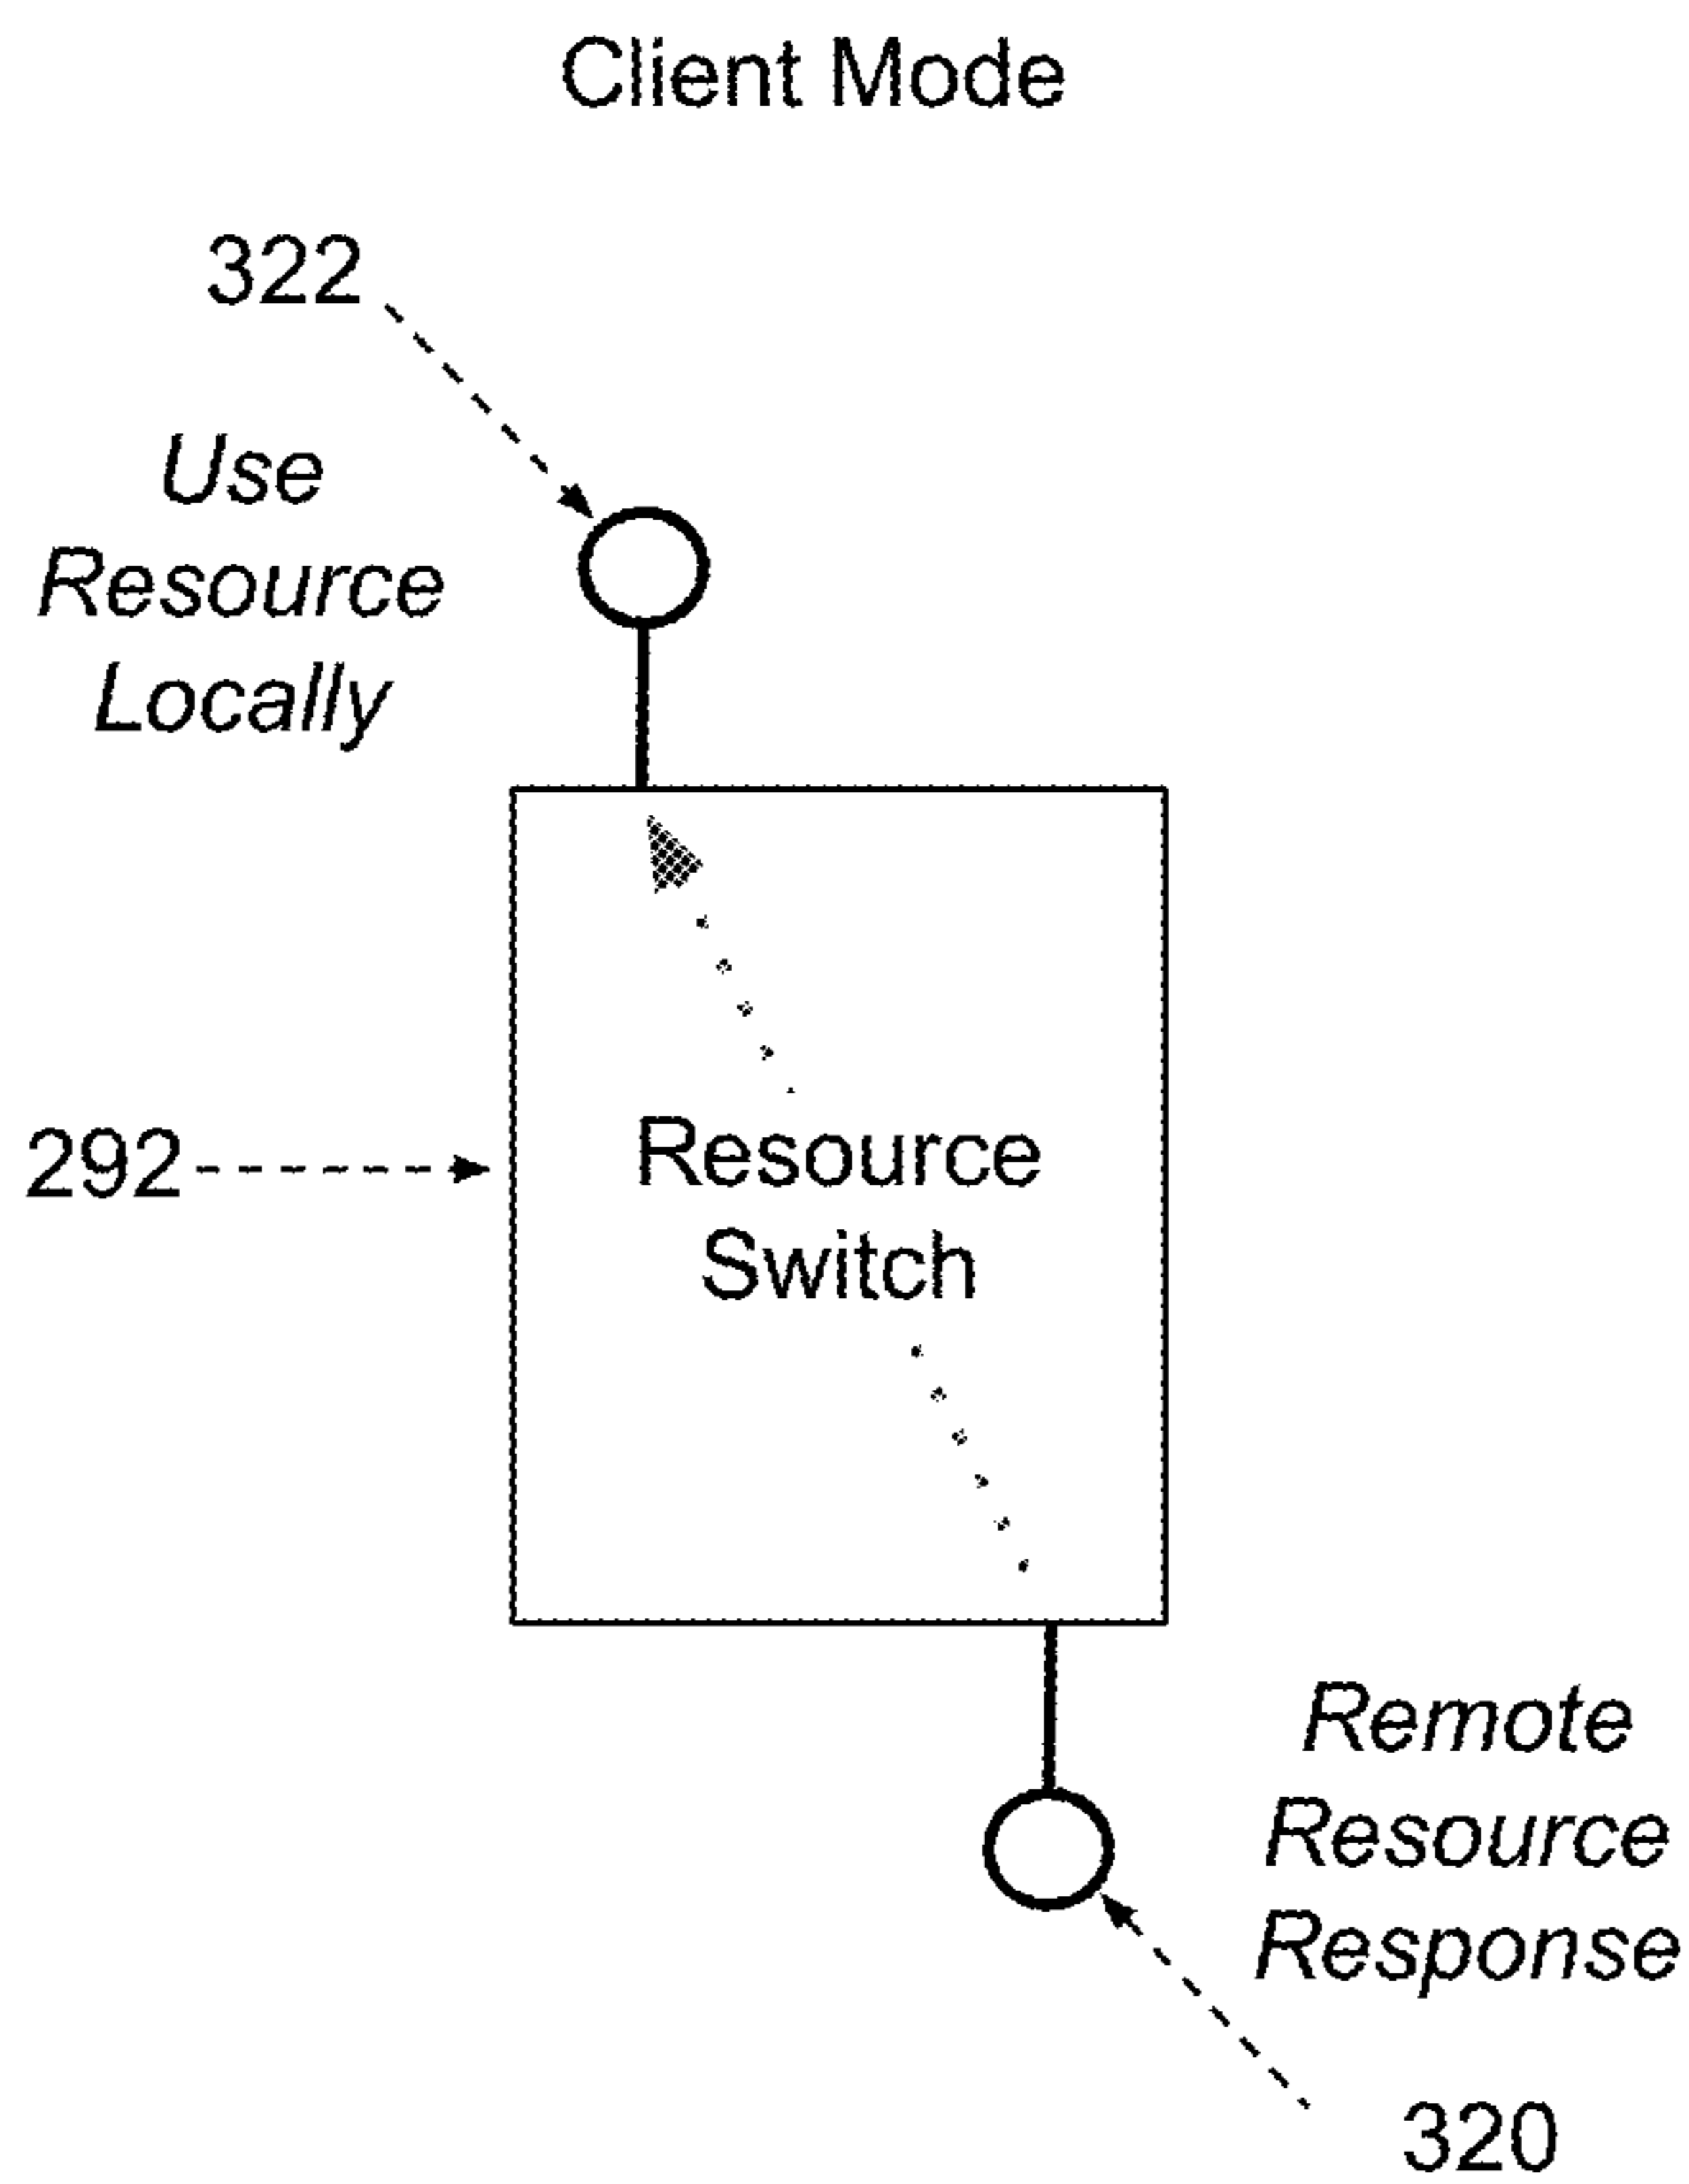 Client Mode
322
Use
Resource
Locally
292
Resource
Switch
Remote
Resource
Response
320